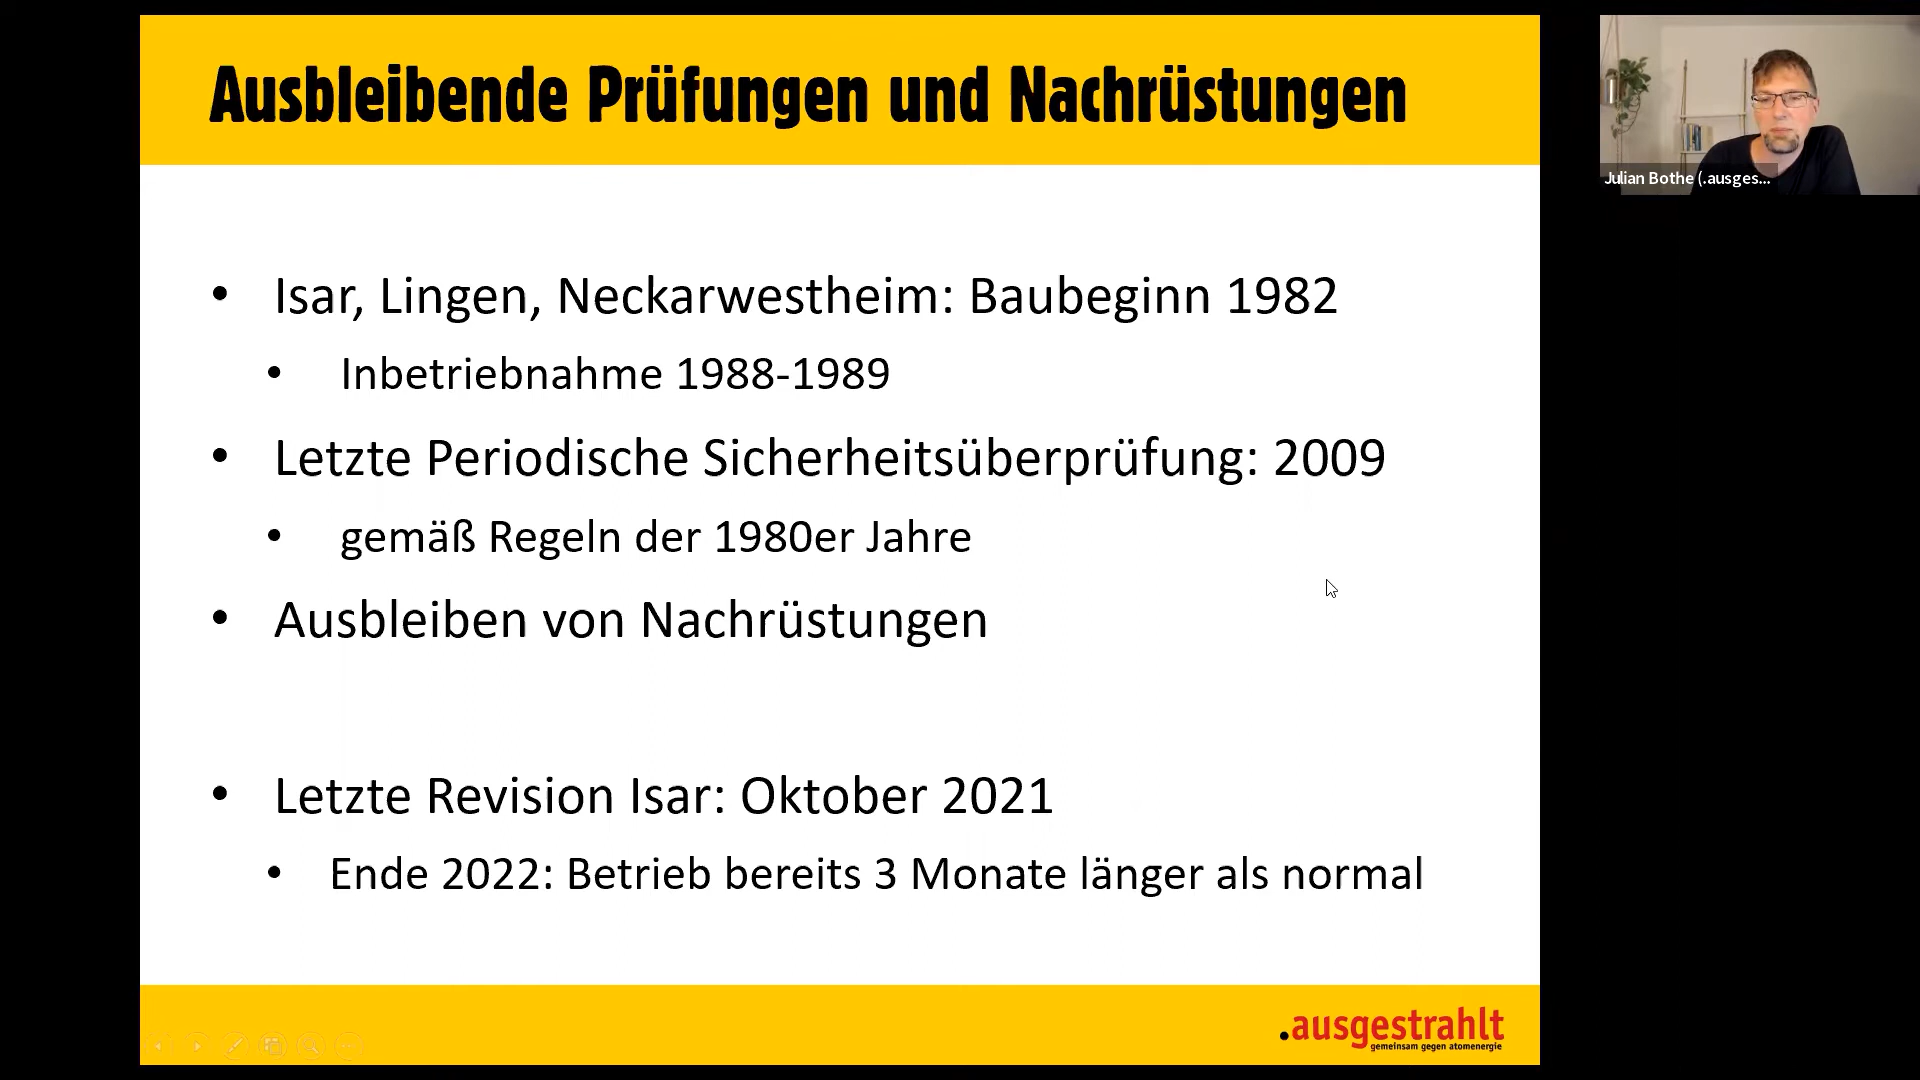 Ausbleibende Prüfungen und Nachrüstungen
Julian Bothe (.ausges...
• Isar, Lingen, Neckarwestheim: Baubeginn 1982
• Inbetriebnahme 1988-1989
• Letzte Periodische Sicherheitsüberprüfung: 2009
• gemäß Regeln der 1980er Jahre
• Ausbleiben von Nachrüstungen
• Letzte Revision Isar: Oktober 2021
• Ende 2022: Betrieb bereits 3 Monate länger als normal
.ausgestrahlt
gemeinsam gegen atomenergie